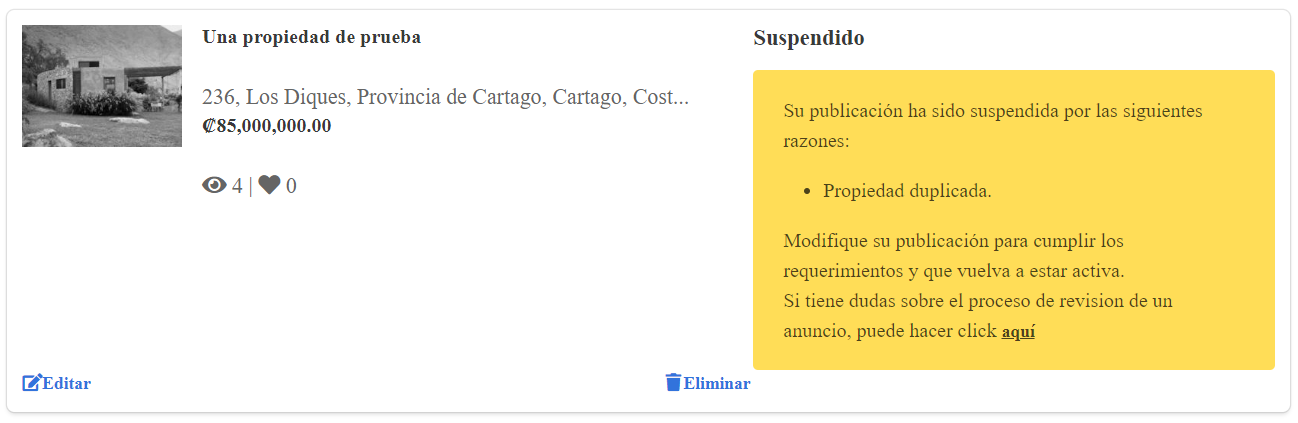 Una propiedad de prueba
236, Los Diques, Provincia de Cartago, Cartago, Cost...
₡85,000,000.00
4 | 0
Editar
Eliminar
Suspendido
Su publicación ha sido suspendida por las siguientes
razones:
• Propiedad duplicada.
Modifique su publicación para cumplir los
requerimientos y que vuelva a estar activa.
Si tiene dudas sobre el proceso de revision de un
anuncio, puede hacer click aquí